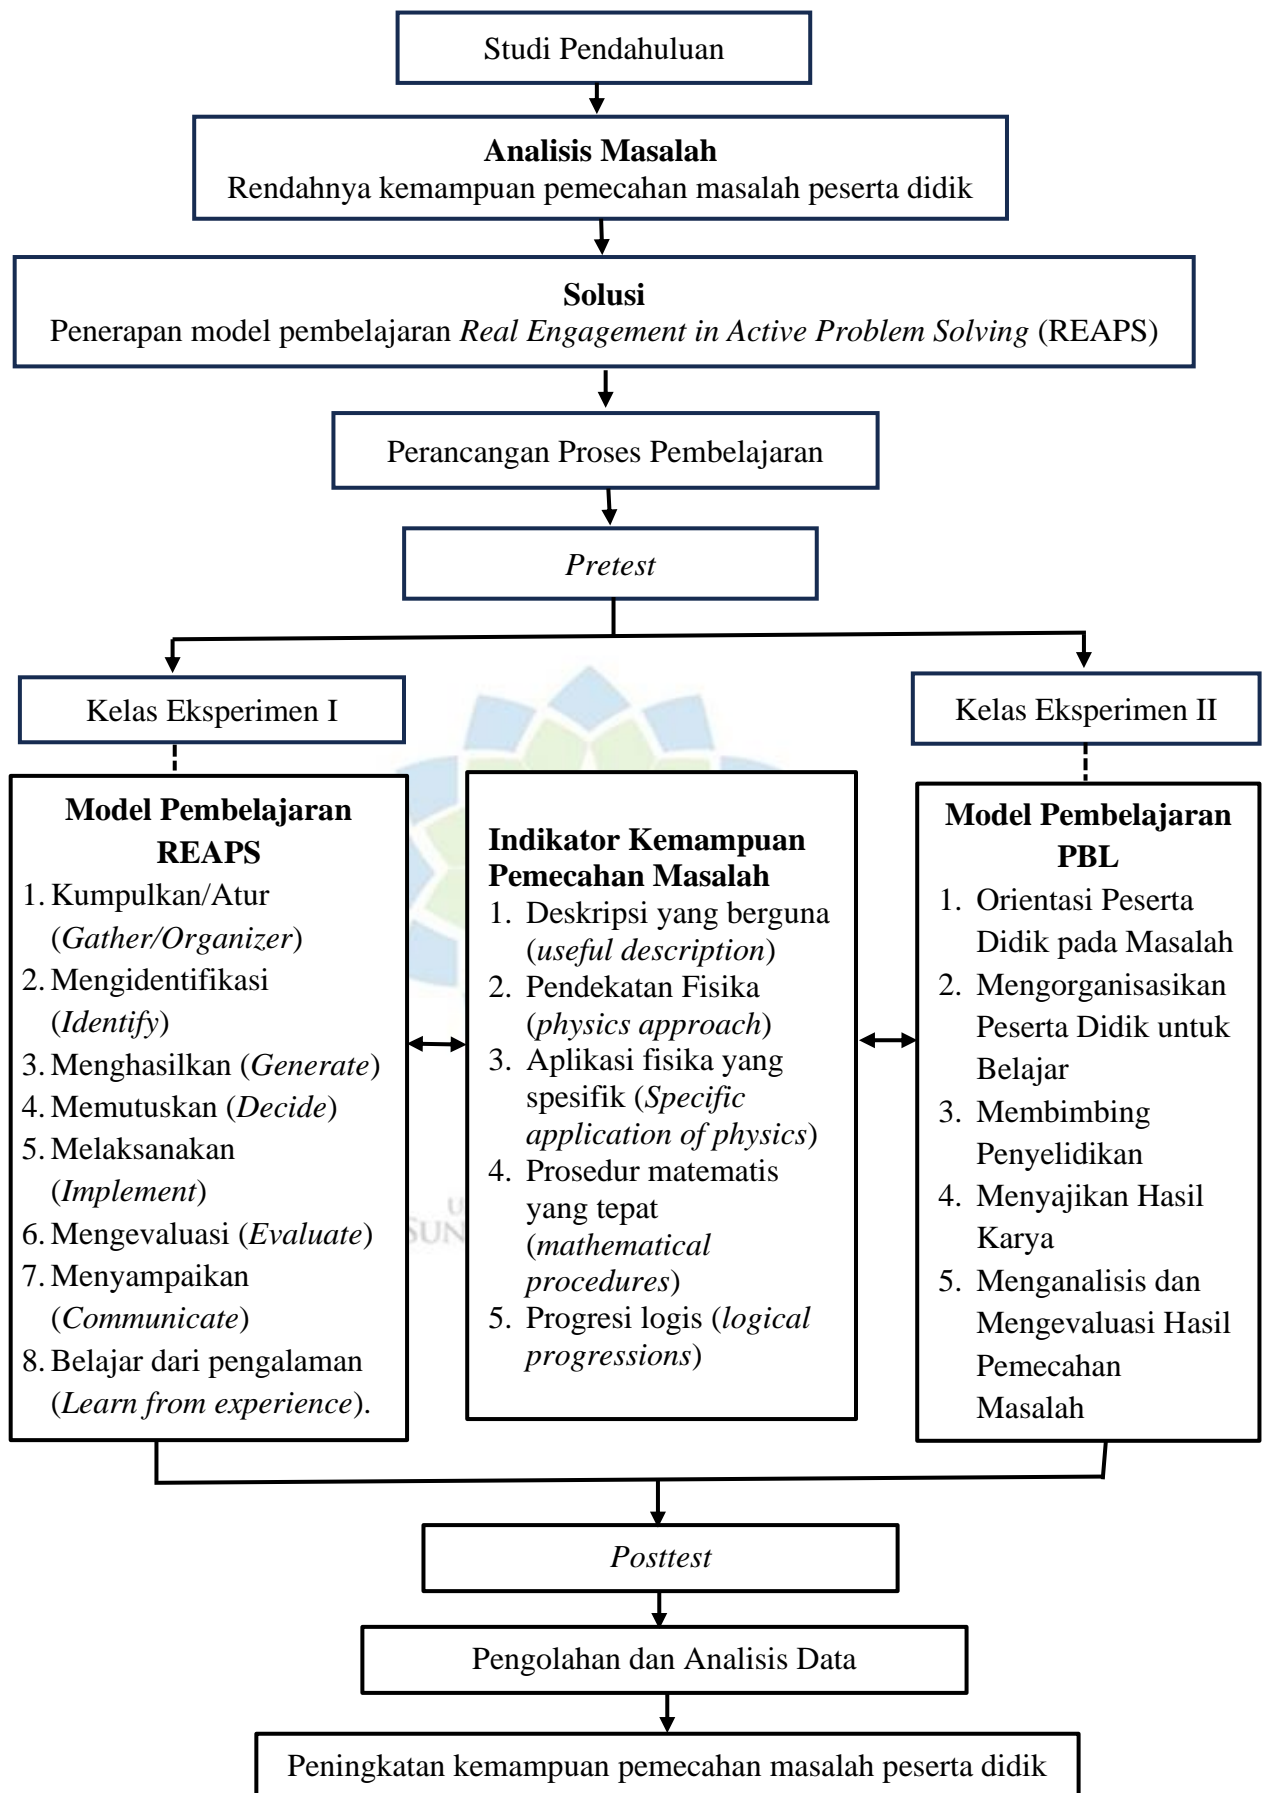 Studi Pendahuluan
Analisis Masalah
Rendahnya kemampuan pemecahan masalah peserta didik
Solusi
Penerapan model pembelajaran Real Engagement in Active Problem Solving (REAPS)
Perancangan Proses Pembelajaran
Pretest
Kelas Eksperimen I
Kelas Eksperimen II
Model Pembelajaran
REAPS
1. Kumpulkan/Atur
(Gather/Organizer)
2. Mengidentifikasi
(Identify)
3. Menghasilkan (Generate)
4. Memutuskan (Decide)
5. Melaksanakan
(Implement)
6. Mengevaluasi (Evaluate)
7. Menyampaikan
(Communicate)
8. Belajar dari pengalaman
(Learn from experience).
Indikator Kemampuan
Pemecahan Masalah
1. Deskripsi yang berguna
(useful description)
2. Pendekatan Fisika
(physics approach)
3. Aplikasi fisika yang
spesifik (Specific
application of physics)
4. Prosedur matematis
yang tepat
(mathematical
procedures)
5. Progresi logis (logical
progressions)
Model Pembelajaran
PBL
1. Orientasi Peserta
Didik pada Masalah
2. Mengorganisasikan
Peserta Didik untuk
Belajar
3. Membimbing
Penyelidikan
4. Menyajikan Hasil
Karya
5. Menganalisis dan
Mengevaluasi Hasil
Pemecahan
Masalah
Posttest
Pengolahan dan Analisis Data
Peningkatan kemampuan pemecahan masalah peserta didik